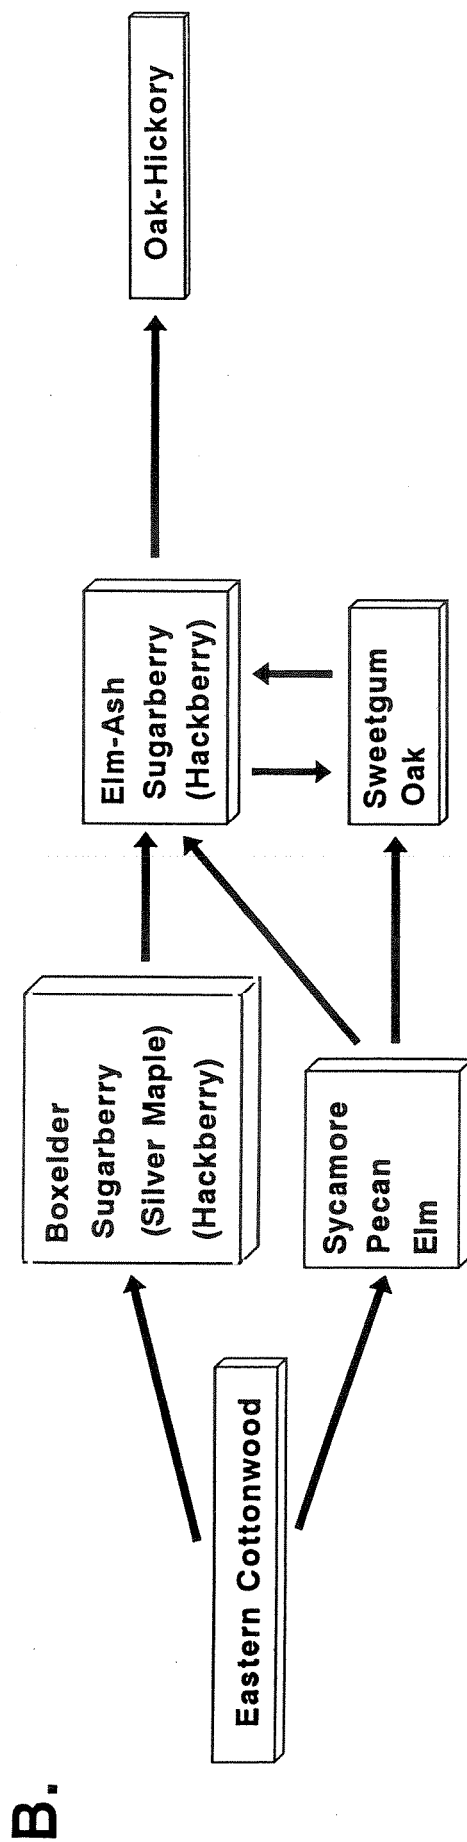 B.
Eastern Cottonwood
Boxelder
Sugarberry
(Silver Maple)
(Hackberry)
Sycamore
Pecan
Elm
Elm-Ash
Sugarberry
(Hackberry)
Sweetgum
Oak
Oak-Hickory